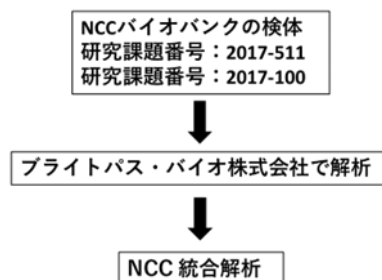 NCCバイオバンクの検体
研究課題番号：2017-511
研究課題番号：2017-100
ブライトパス・バイオ株式会社で解析
NCC 統合解析